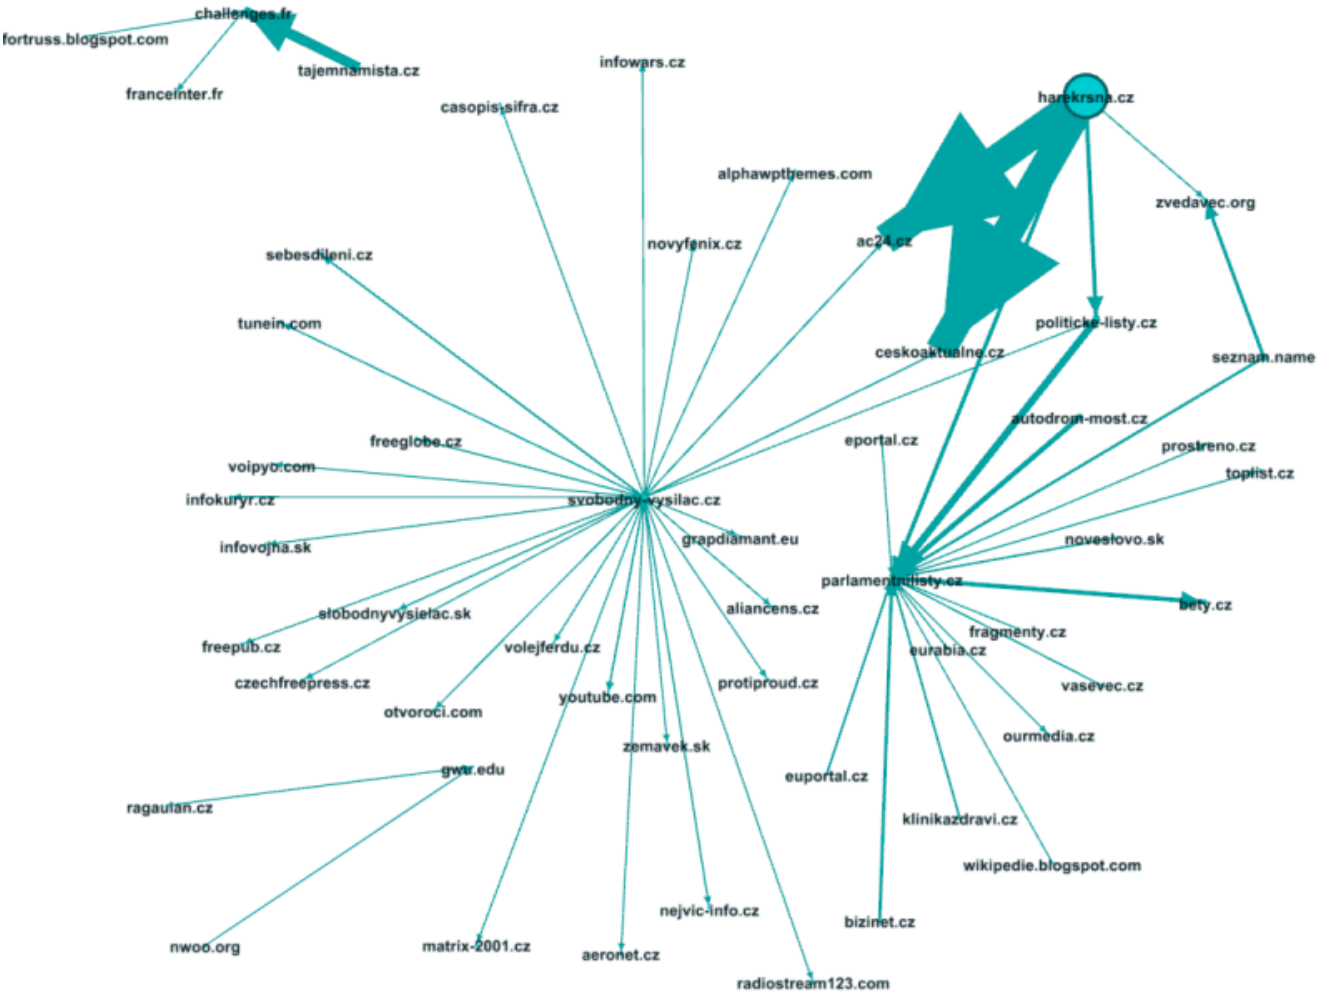 challenges.fr
fortruss.blogspot.com
tajemnamista.cz
franceinter.fr
infowars.cz
casopis-sifra.cz
harekrsna.cz
alphawpthemes.com
zvedavec.org
novyfenix.cz
ac24.cz
sebesdileni.cz
tunein.com
politicke-listy.cz
ceskoaktualne.cz
seznam.name
autodrom-most.cz
freeglobe.cz
eportal.cz
prostreno.cz
voipyo.com
toplist.cz
infokuryr.cz
svobodny-vysilac.cz
grapdiamant.eu
noveslovo.sk
infovojna.sk
parlamentnilisty.cz
bety.cz
slobodnyvysielac.sk
aliancens.cz
fragmenty.cz
freepub.cz
volejferdu.cz
eurabia.cz
czechfreepress.cz
protiproud.cz
vasevec.cz
youtube.com
otvoroci.com
ourmedia.cz
zemavek.sk
gwu.edu
euportal.cz
ragauian.cz
klinikazdravi.cz
wikipedie.blogspot.com
nejvic-info.cz
bizinet.cz
nwoo.org
matrix-2001.cz
aeronet.cz
radiostream123.com